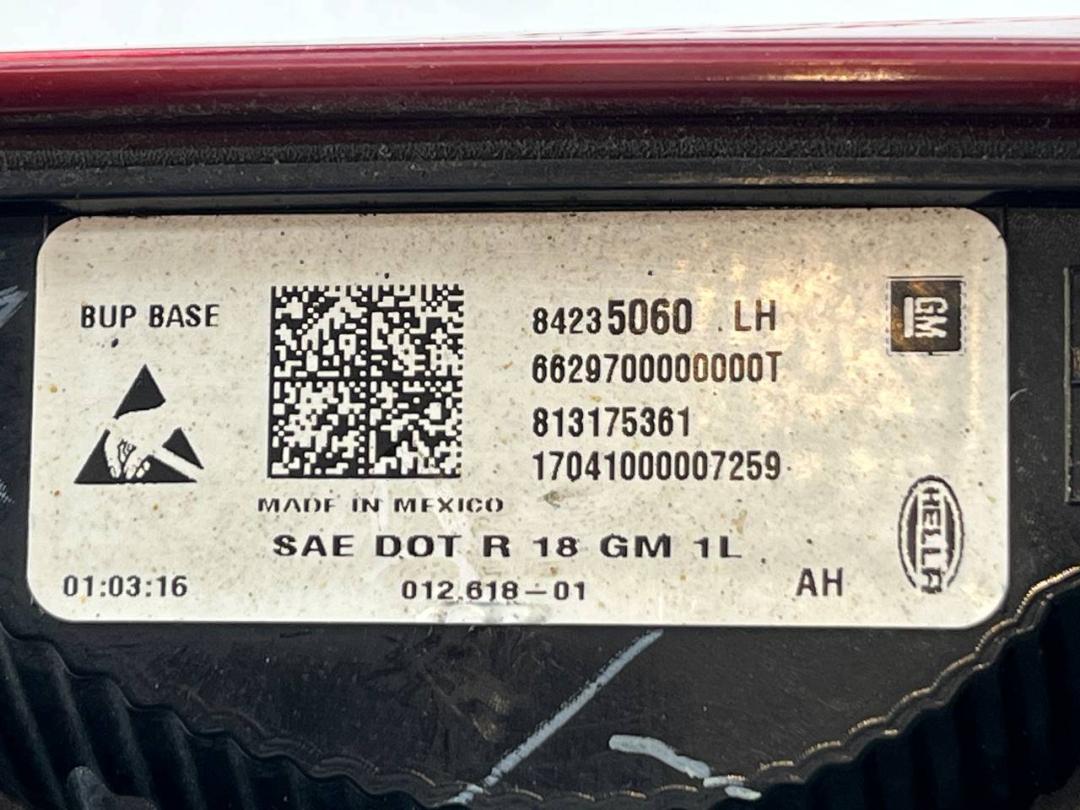 BUP BASE
84235060 LH
GM
6629700000000T
813175361
17041000007259
MADE IN MEXICO
HELLA
SAE DOT R 18 GM 1L
01:03:16
012.618-01
AH